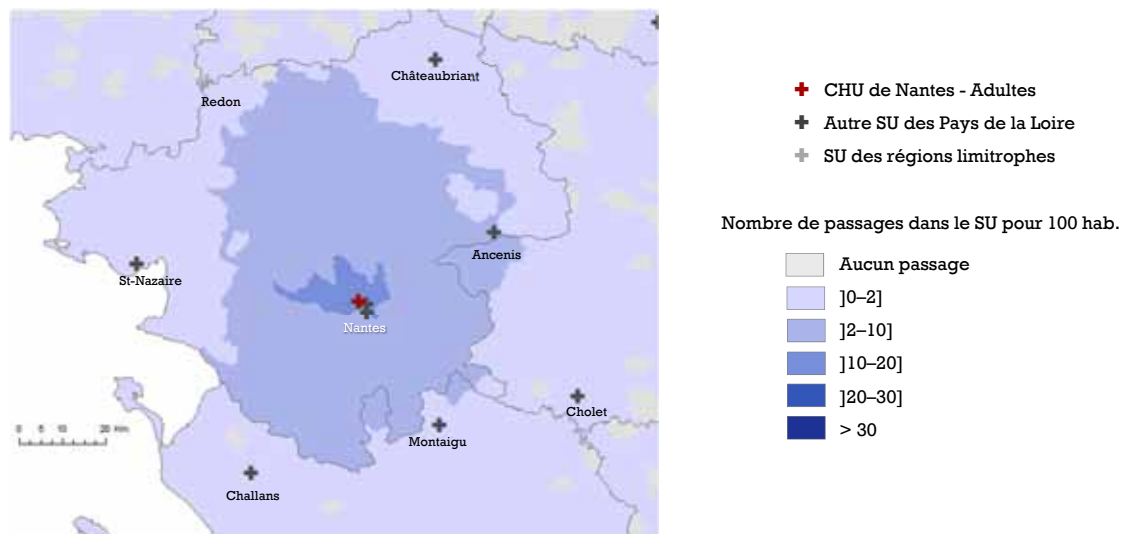 Châteaubriant
Redon
Ancenis
St-Nazaire
Nantes
Cholet
Montaigu
Challans
0 5 10 20 Km
CHU de Nantes - Adultes
Autre SU des Pays de la Loire
SU des régions limitrophes
Nombre de passages dans le SU pour 100 hab.
Aucun passage
]0–2]
]2–10]
]10–20]
]20–30]
> 30